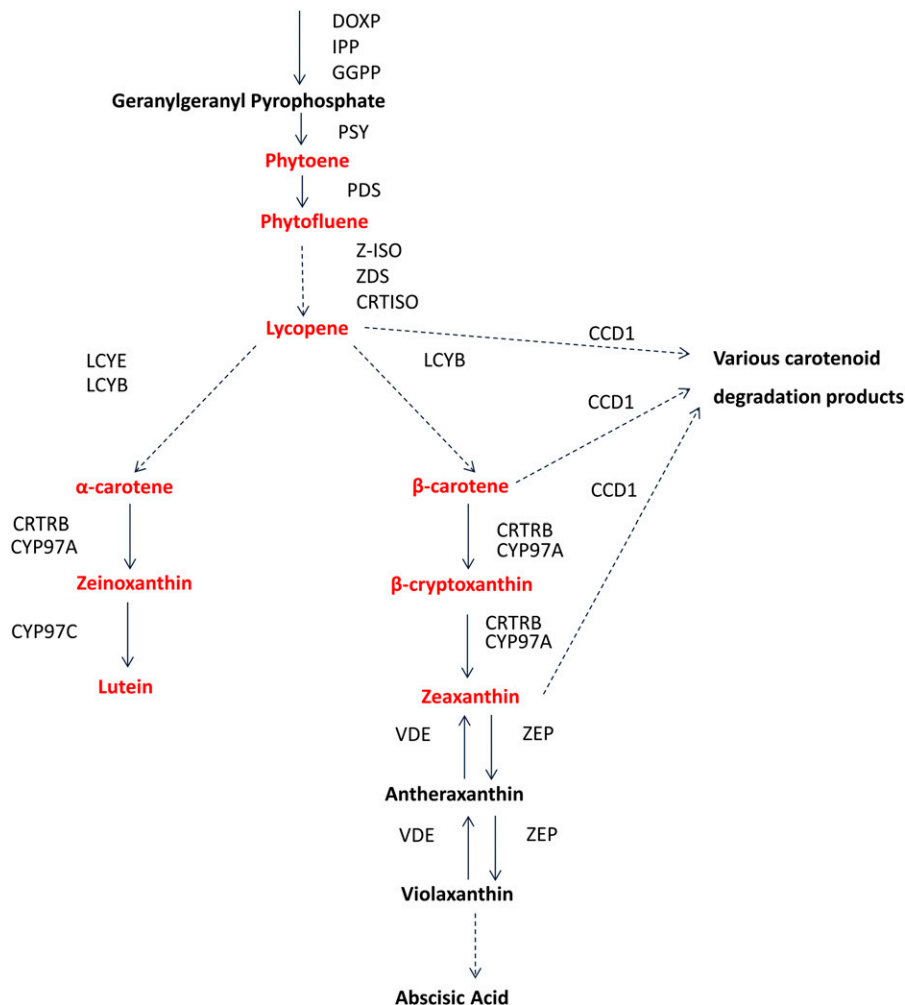 DOXP
IPP
GGPP
Geranylgeranyl Pyrophosphate
PSY
Phytoene
PDS
Phytofluene
Z-ISO
ZDS
CRTISO
Lycopene
CCD1
LCYE
LCYB
LCYB
Various carotenoid
degradation products
CCD1
α-carotene
β-carotene
CCD1
CRTRB
CYP97A
CRTRB
CYP97A
Zeinoxanthin
β-cryptoxanthin
CYP97C
CRTRB
CYP97A
Lutein
Zeaxanthin
VDE
ZEP
Antheraxanthin
VDE
ZEP
Violaxanthin
Abscisic Acid